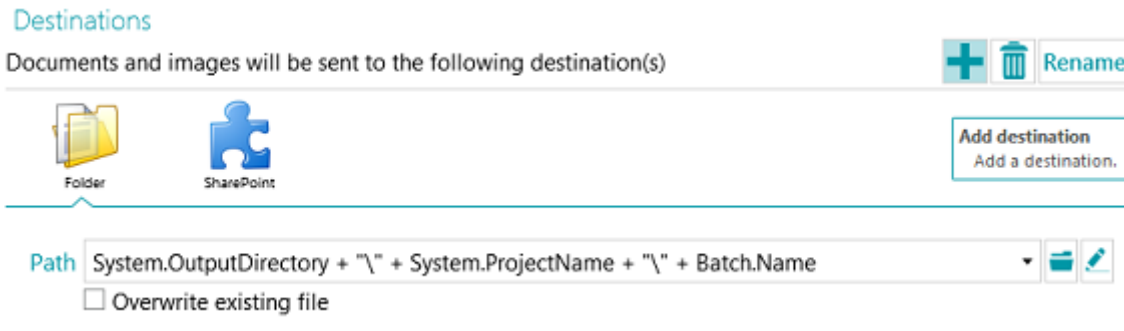 Destinations
Documents and images will be sent to the following destination(s)
Rename
Add destination
Add a destination.
Folder
SharePoint
Path System.OutputDirectory + "\" + System.ProjectName + "\" + Batch.Name
Overwrite existing file